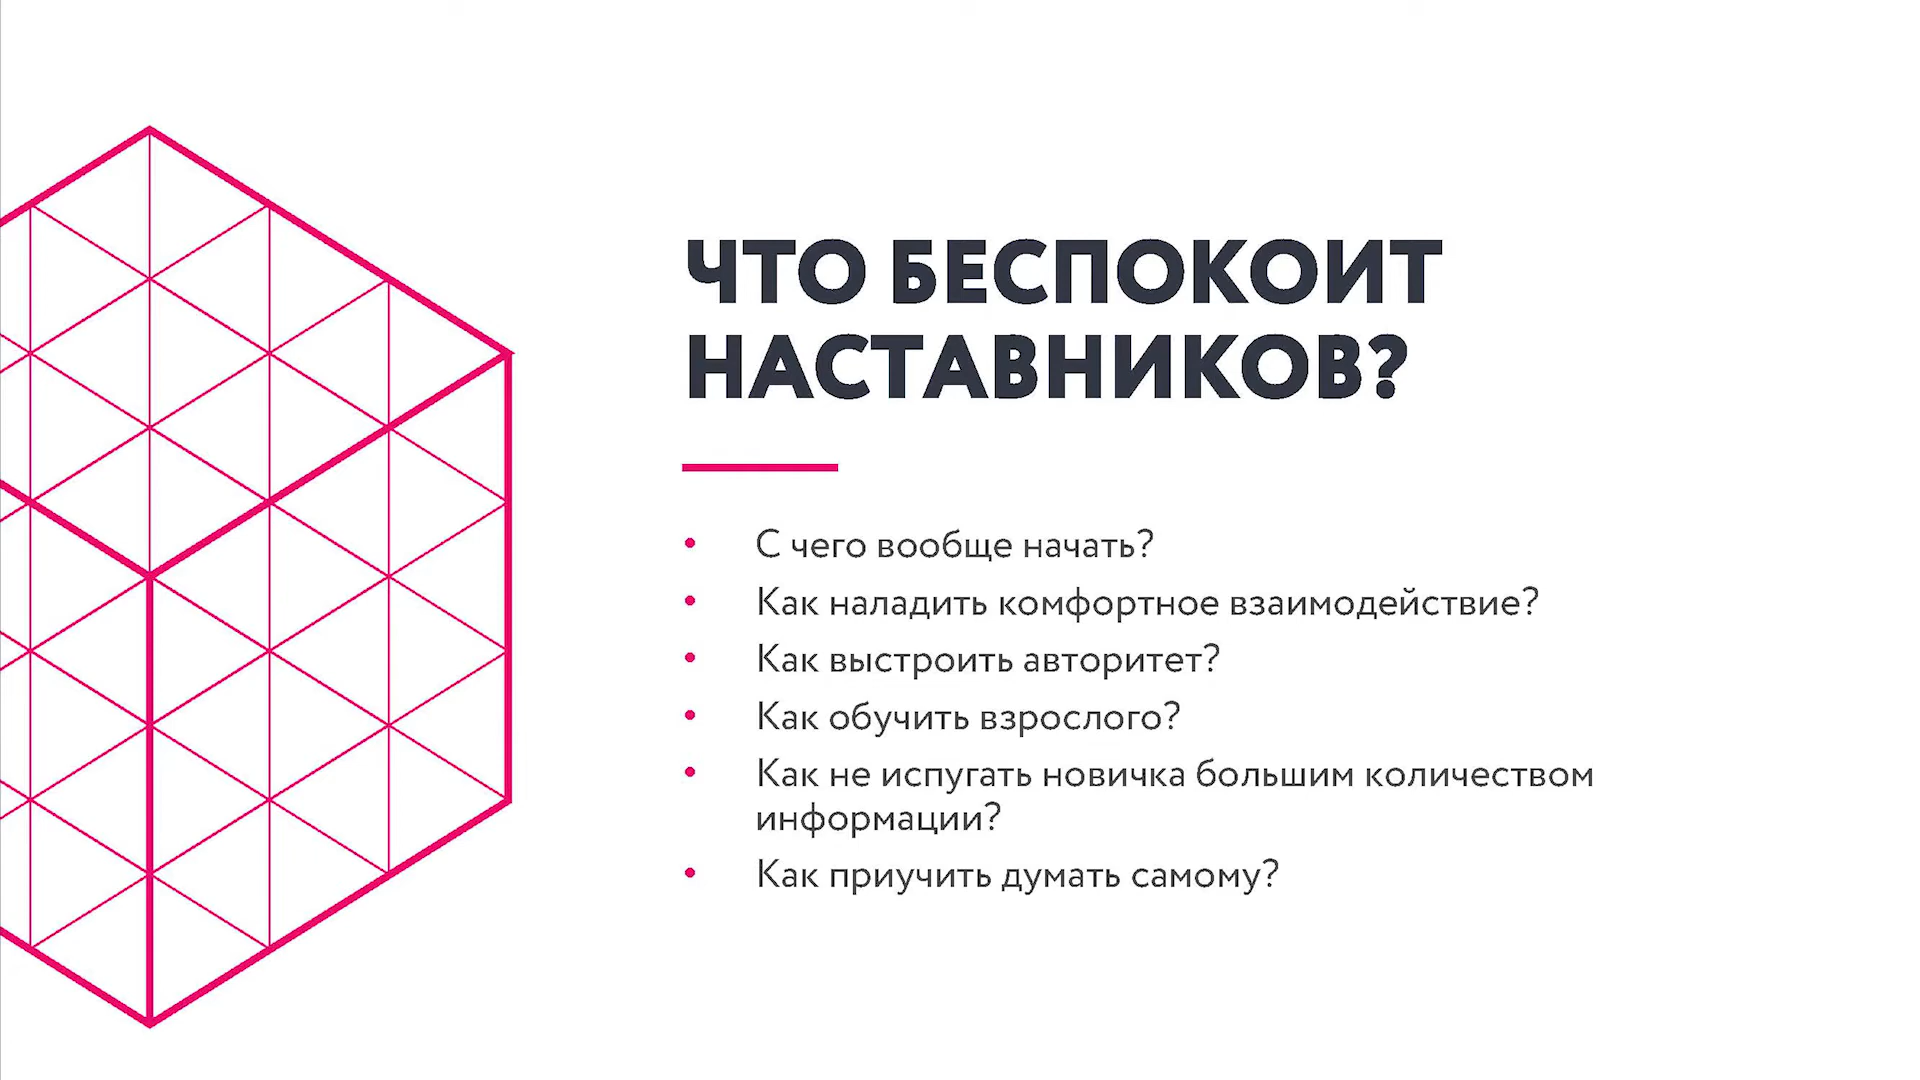 ЧТО БЕСПОКОИТ
НАСТАВНИКОВ?
• С чего вообще начать?
• Как наладить комфортное взаимодействие?
• Как выстроить авторитет?
• Как обучить взрослого?
• Как не испугать новичка большим количеством
информации?
• Как приучить думать самому?